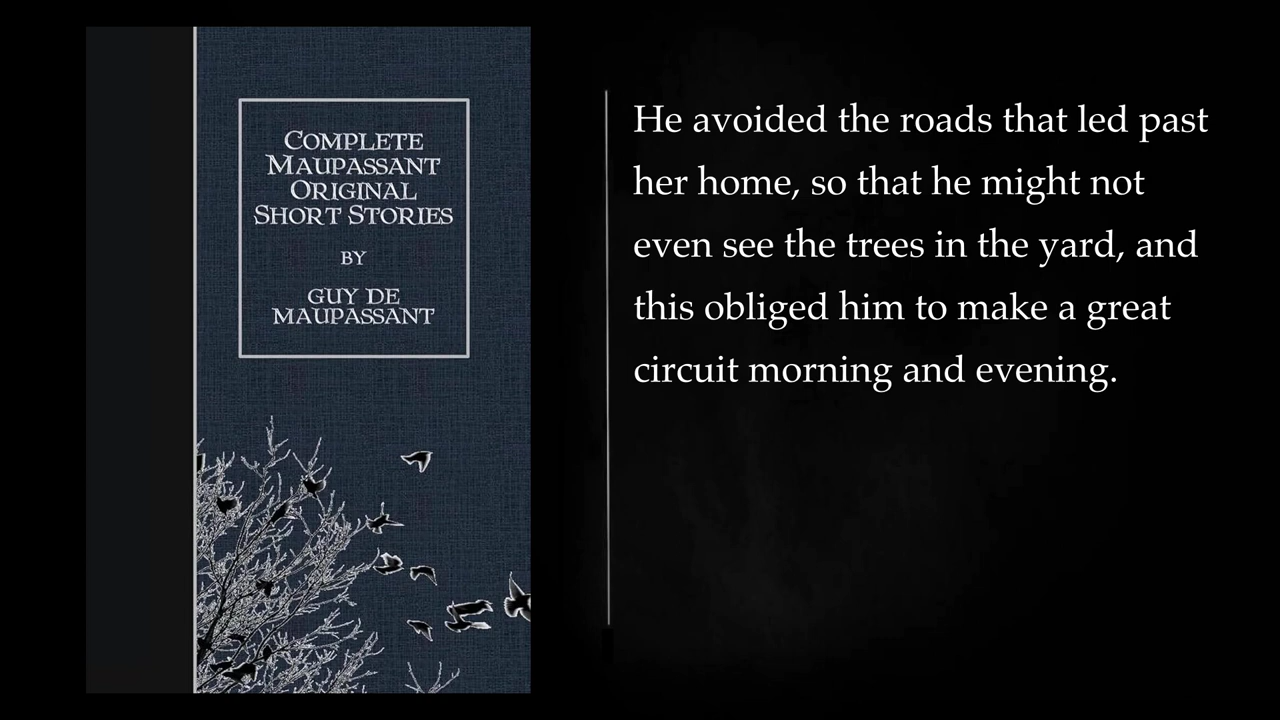 COMPLETE
MAUPASSANT
ORIGINAL
SHORT STORIES
BY
GUY DE
MAUPASSANT
He avoided the roads that led past
her home, so that he might not
even see the trees in the yard, and
this obliged him to make a great
circuit morning and evening.